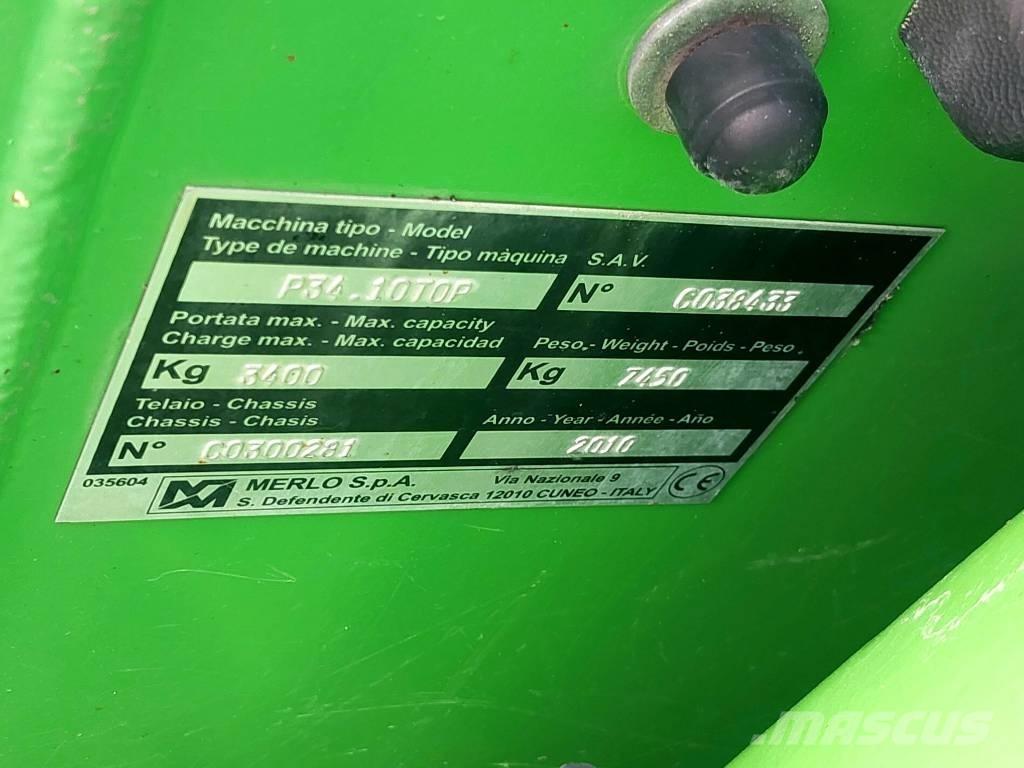 Macchina tipo - Model
Type de machine - Tipo màquina S.A.V.
P34.10TOP N° C038433
Portata max. - Max. capacity
Charge max. - Max. capacidad Peso - Weight - Poids - Peso
Kg 3400 Kg 7450
Telaio - Chassis
Chassis - Chasis Anno - Year - Année - Año
N° C0300281 2010
035604 MERLO S.p.A. Via Nazionale 9
S. Defendente di Cervasca 12010 CUNEO - ITALY CE
mascus